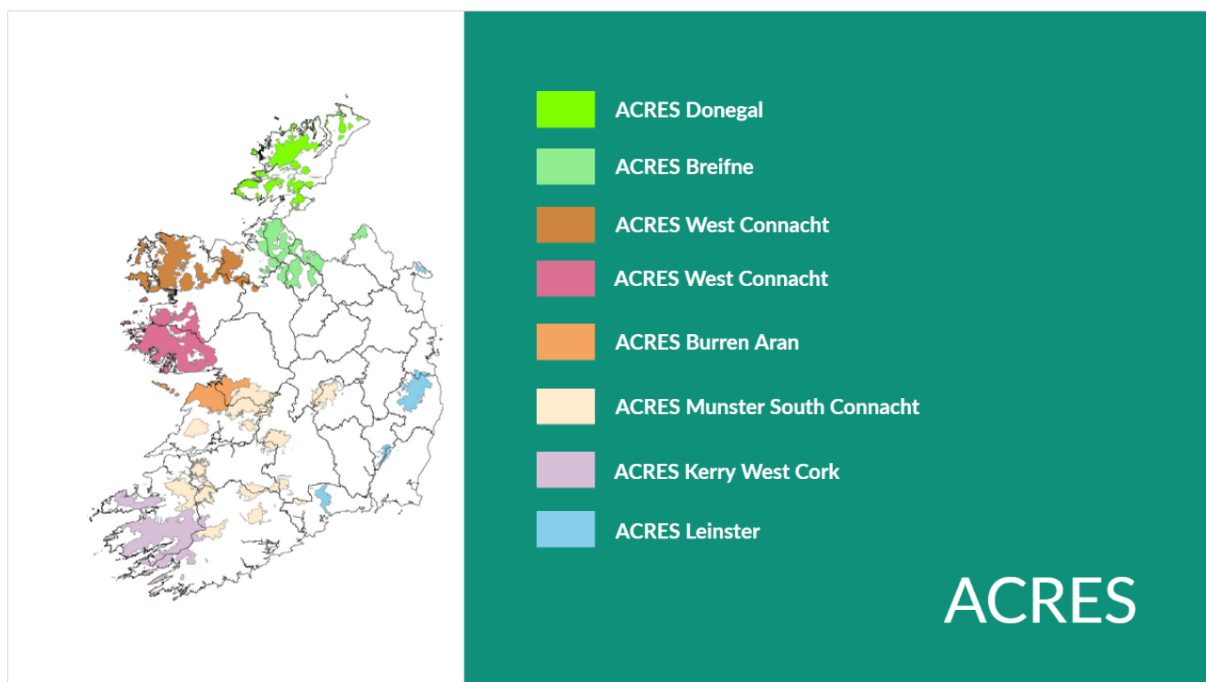 ACRES Donegal
ACRES Breifne
ACRES West Connacht
ACRES West Connacht
ACRES Burren Aran
ACRES Munster South Connacht
ACRES Kerry West Cork
ACRES Leinster
ACRES